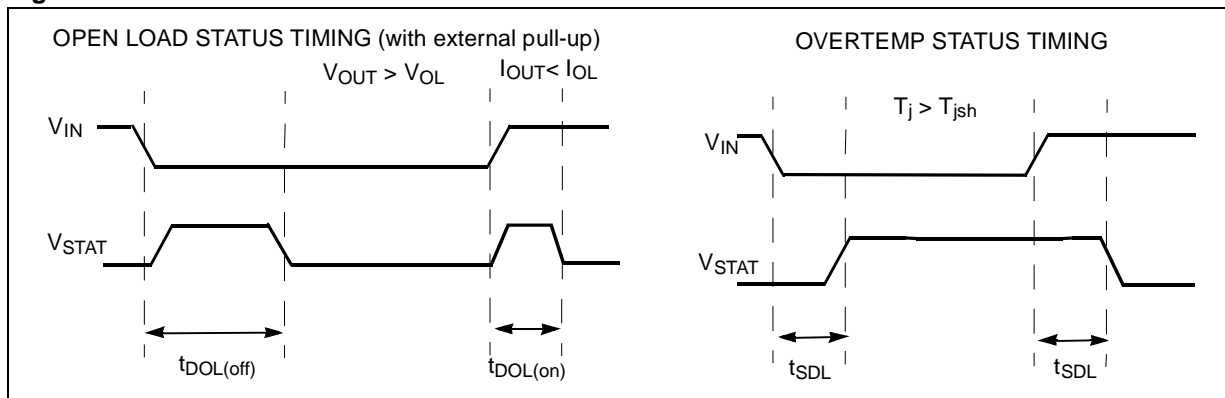 OPEN LOAD STATUS TIMING (with external pull-up)
VOUT > VOL
IOUT< IOL
VIN
VSTAT
tDOL(off)
tDOL(on)
OVERTEMP STATUS TIMING
Tj > Tjsh
VIN
VSTAT
tSDL
tSDL